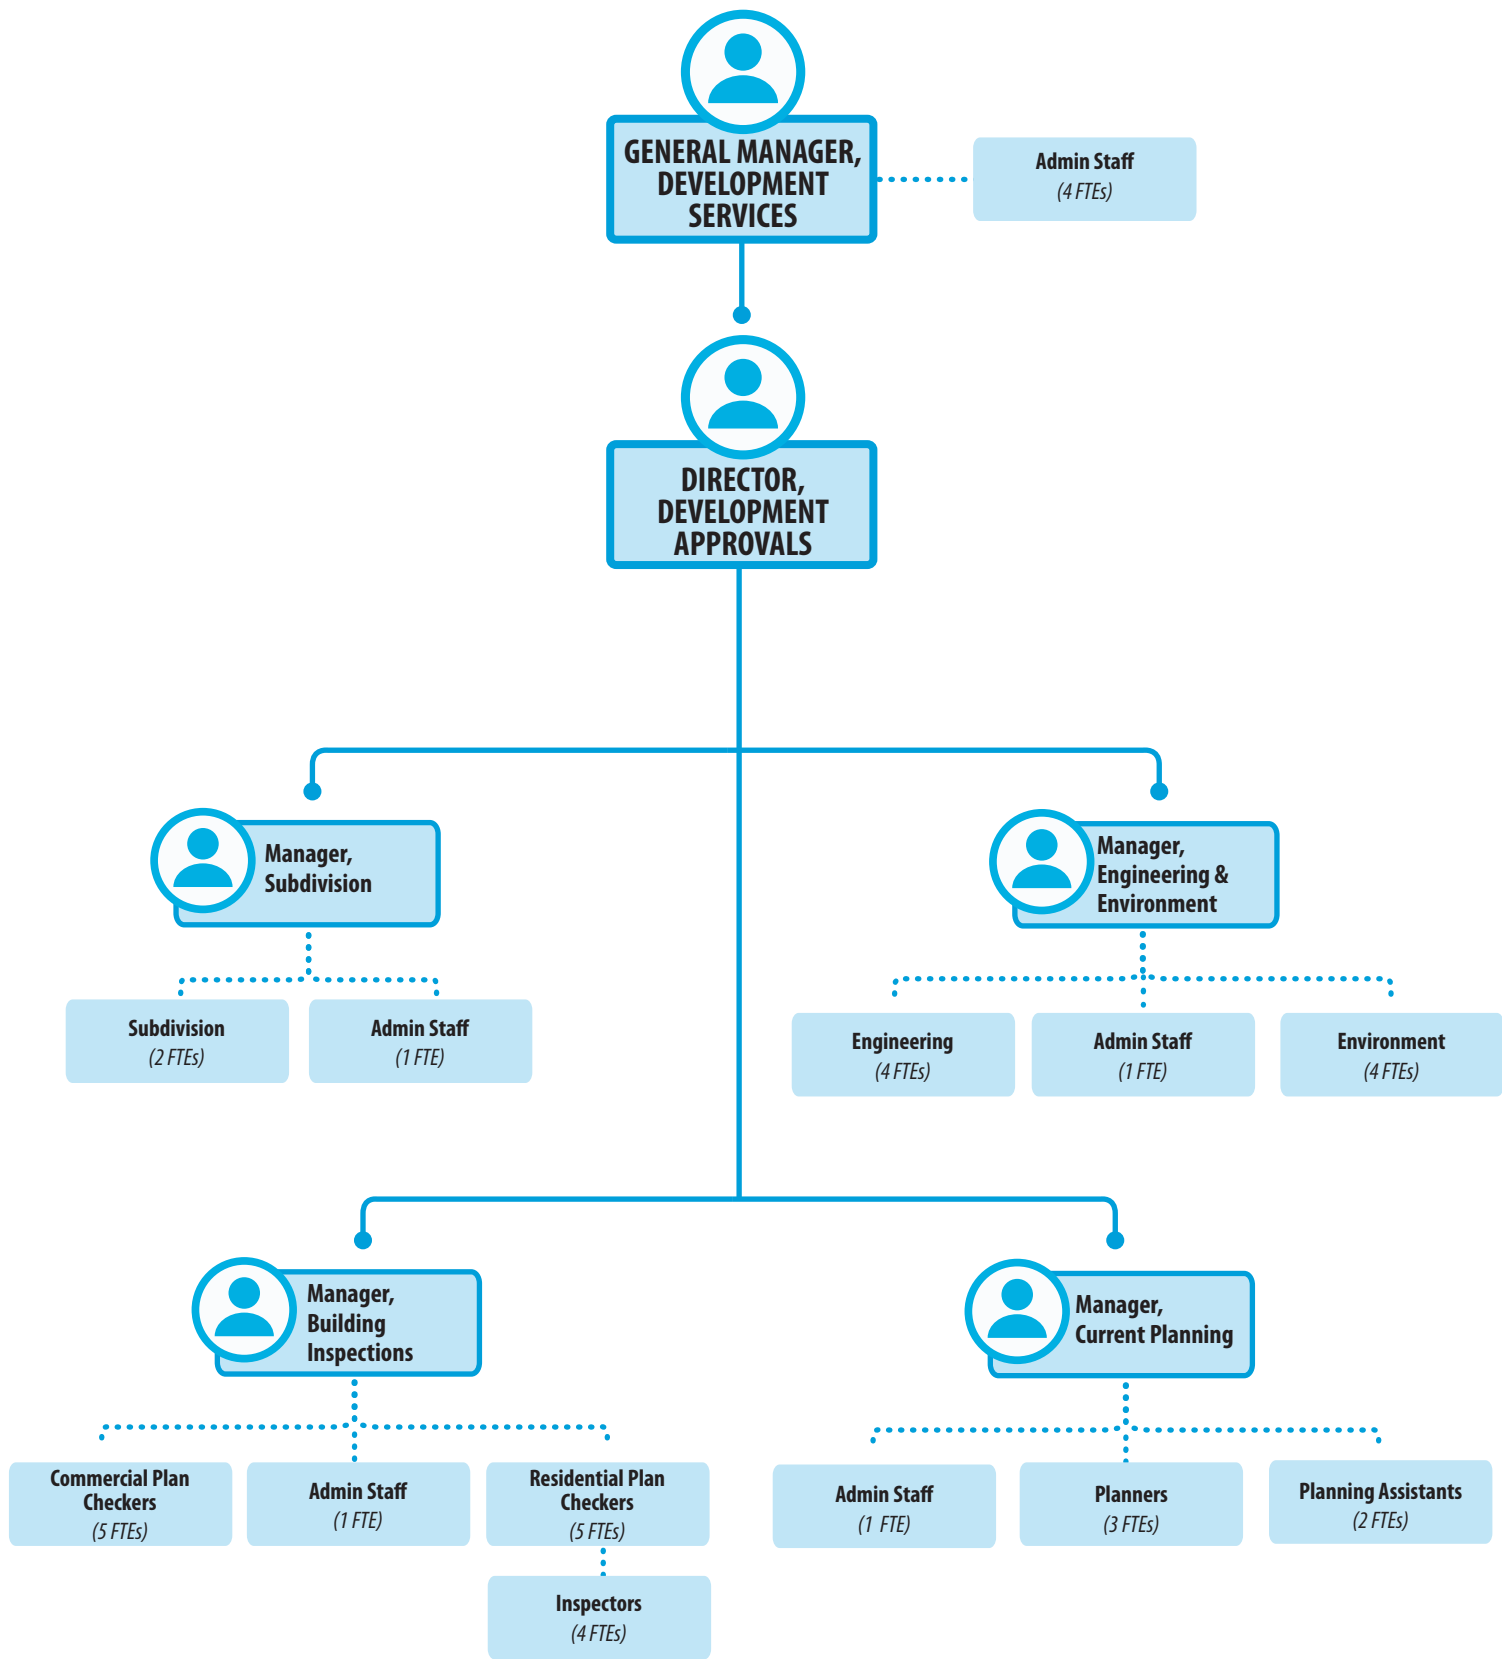 GENERAL MANAGER,
DEVELOPMENT
SERVICES
Admin Staff
(4 FTEs)
DIRECTOR,
DEVELOPMENT
APPROVALS
Manager,
Subdivision
Subdivision
(2 FTEs)
Admin Staff
(1 FTE)
Manager,
Engineering &
Environment
Engineering
(4 FTEs)
Admin Staff
(1 FTE)
Environment
(4 FTEs)
Manager,
Building
Inspections
Commercial Plan
Checkers
(5 FTEs)
Admin Staff
(1 FTE)
Residential Plan
Checkers
(5 FTEs)
Inspectors
(4 FTEs)
Manager,
Current Planning
Admin Staff
(1 FTE)
Planners
(3 FTEs)
Planning Assistants
(2 FTEs)